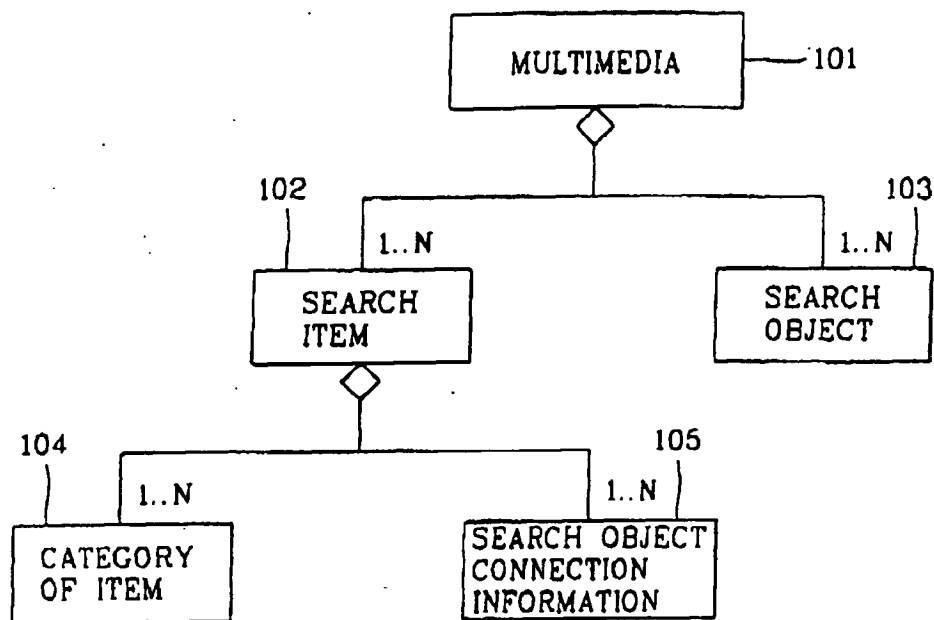 MULTIMEDIA
101
102
103
1..N
1..N
SEARCH
ITEM
SEARCH
OBJECT
104
105
1..N
1..N
CATEGORY
OF ITEM
SEARCH OBJECT
CONNECTION
INFORMATION